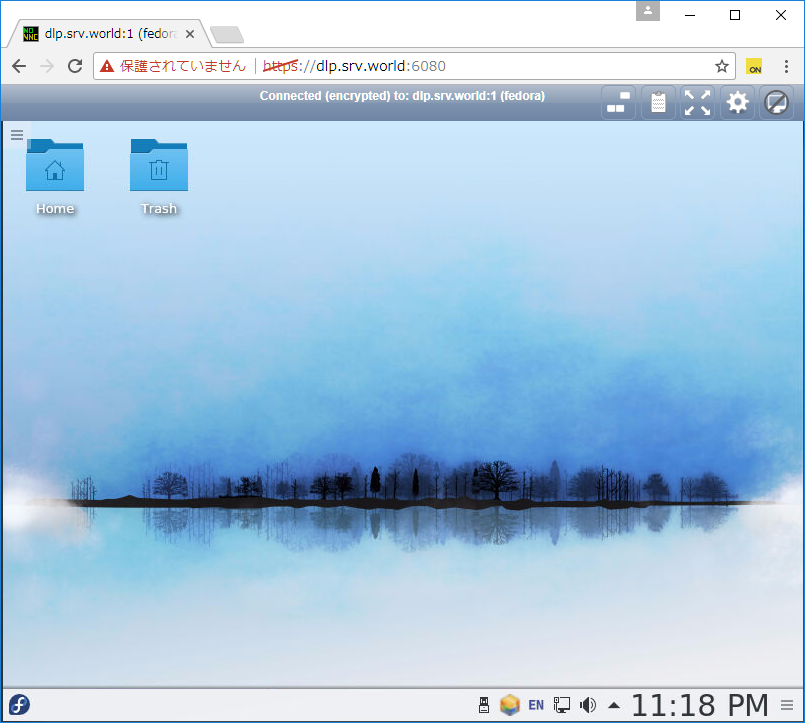 dlp.srv.world:1 (fedora
保護されていません https://dlp.srv.world:6080
ON
Connected (encrypted) to: dlp.srv.world:1 (fedora)
Home
Trash
EN
11:18 PM